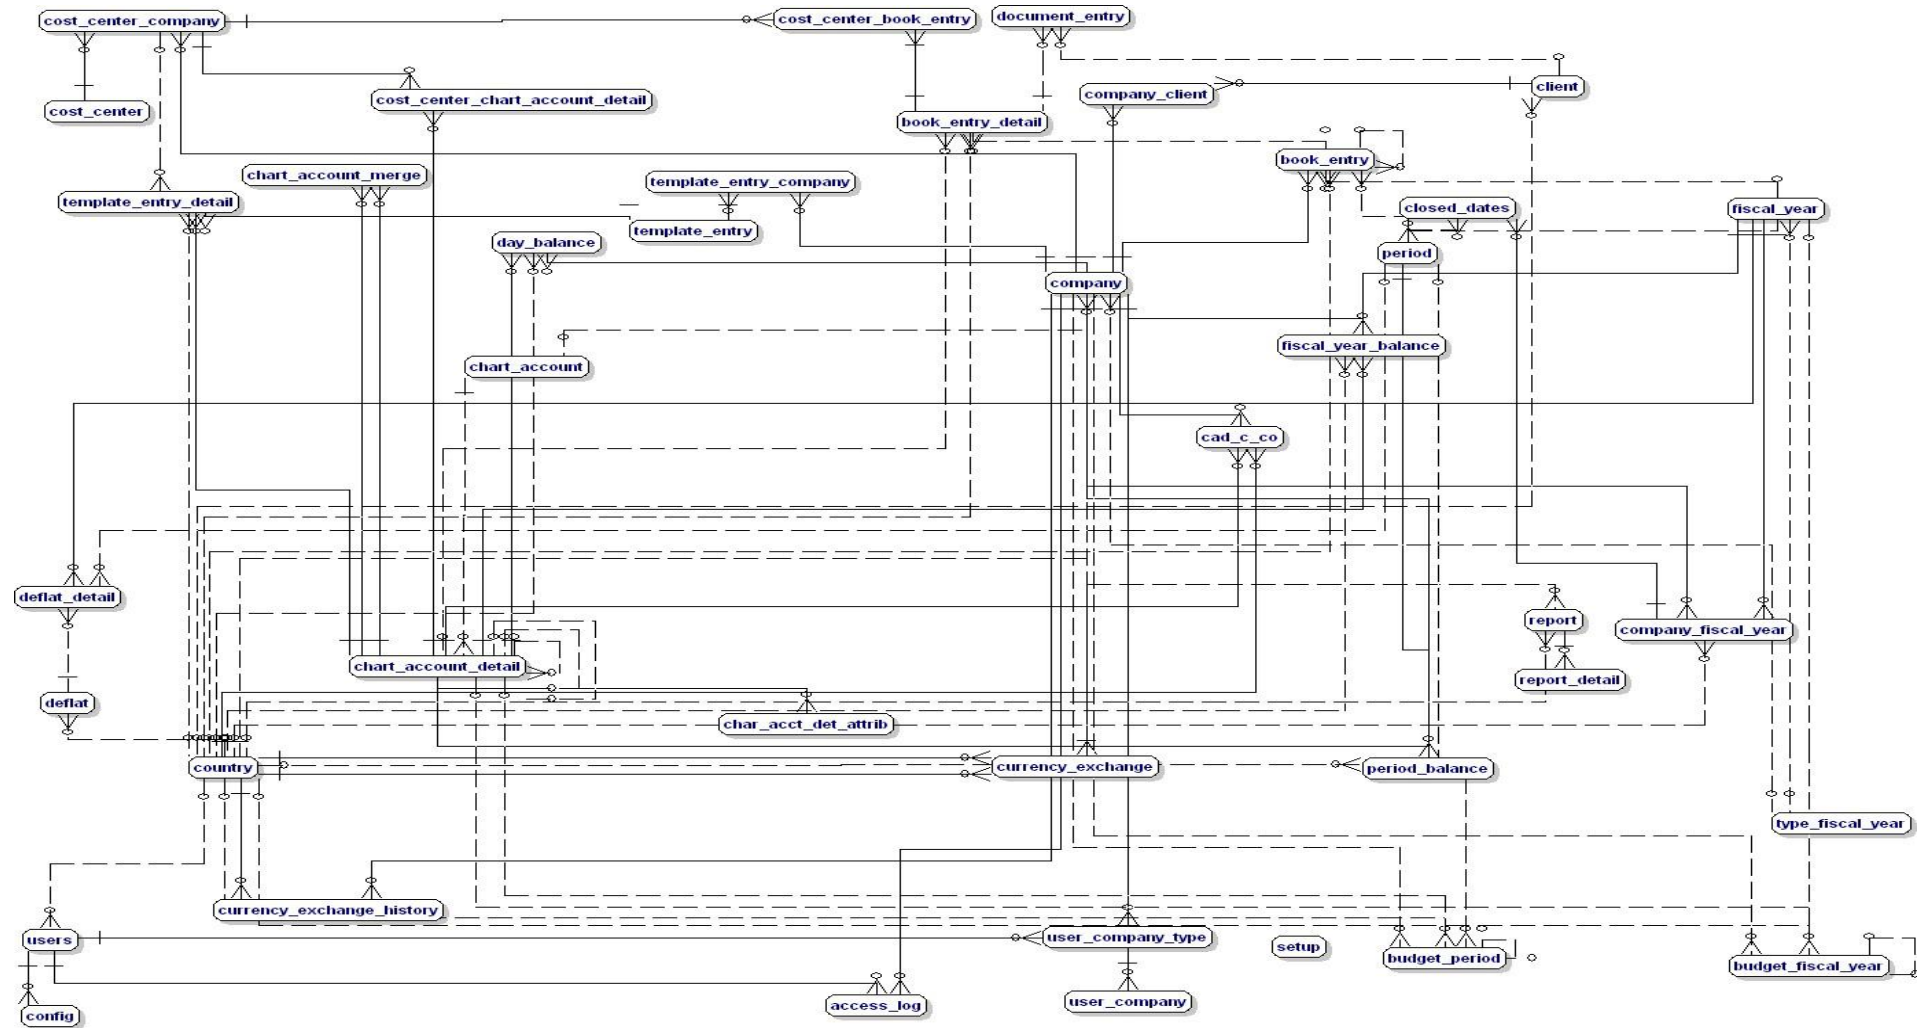 cost_center_company
cost_center_book_entry
document_entry
client
company_client
cost_center_chart_account_detail
cost_center
book_entry_detail
book_entry
chart_account_merge
template_entry_company
template_entry_detail
closed_dates
fiscal_year
template_entry
day_balance
period
company
fiscal_year_balance
chart_account
cad_c_co
deflat_detail
report
company_fiscal_year
chart_account_detail
report_detail
deflat
char_acct_det_attrib
country
currency_exchange
period_balance
type_fiscal_year
currency_exchange_history
users
user_company_type
setup
budget_period
budget_fiscal_year
user_company
access_log
config